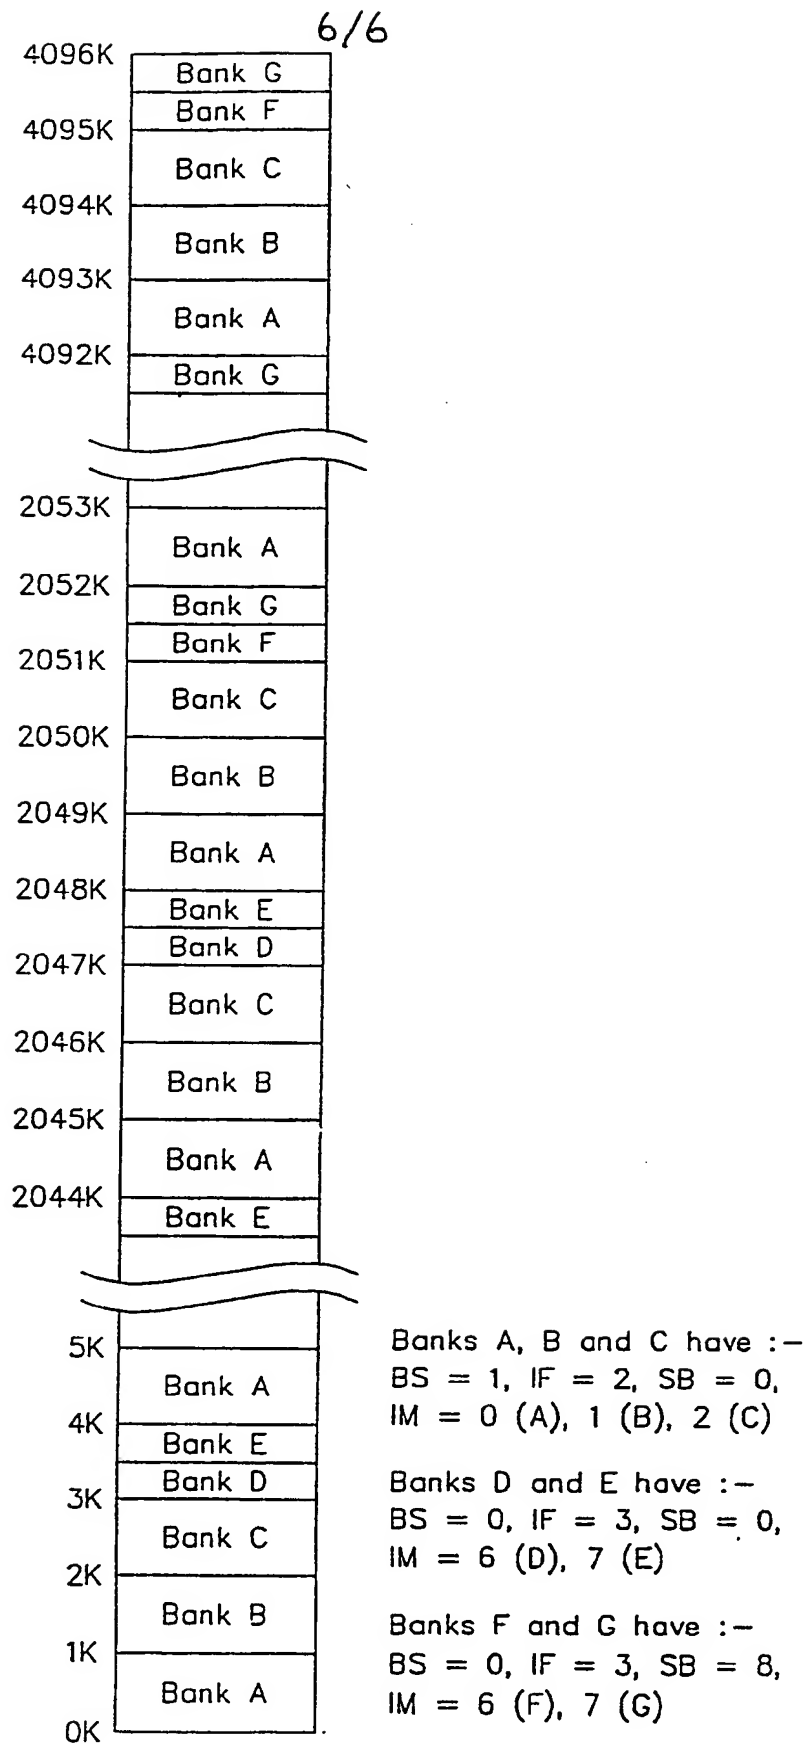 6/6
4096K
Bank G
Bank F
4095K
Bank C
4094K
Bank B
4093K
Bank A
4092K
Bank G
2053K
Bank A
2052K
Bank G
Bank F
2051K
Bank C
2050K
Bank B
2049K
Bank A
2048K
Bank E
Bank D
2047K
Bank C
2046K
Bank B
2045K
Bank A
2044K
Bank E
5K
Bank A
4K
Bank E
Bank D
3K
Bank C
2K
Bank B
1K
Bank A
0K
Banks A, B and C have :–
BS = 1, IF = 2, SB = 0,
IM = 0 (A), 1 (B), 2 (C)
Banks D and E have :–
BS = 0, IF = 3, SB = 0,
IM = 6 (D), 7 (E)
Banks F and G have :–
BS = 0, IF = 3, SB = 8,
IM = 6 (F), 7 (G)